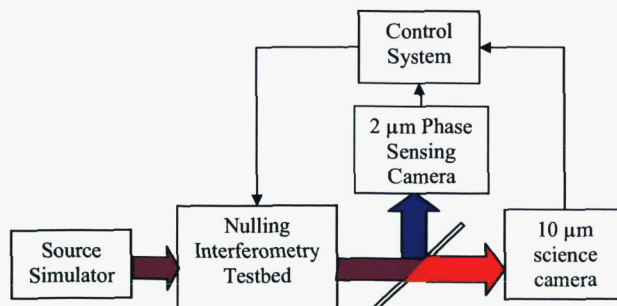 Control
System
2 µm Phase
Sensing
Camera
Nulling
Interferometry
Testbed
Source
Simulator
10 µm
science
camera